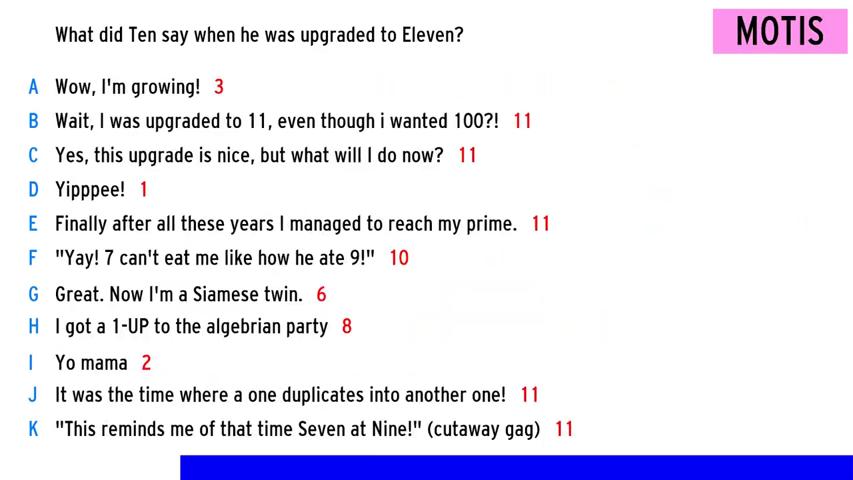 What did Ten say when he was upgraded to Eleven?
MOTIS
A Wow, I'm growing! 3
B Wait, I was upgraded to 11, even though i wanted 100?! 11
C Yes, this upgrade is nice, but what will I do now? 11
D Yipppee! 1
E Finally after all these years I managed to reach my prime. 11
F "Yay! 7 can't eat me like how he ate 9!" 10
G Great. Now I'm a Siamese twin. 6
H I got a 1-UP to the algebrian party 8
I Yo mama 2
J It was the time where a one duplicates into another one! 11
K "This reminds me of that time Seven at Nine!" (cutaway gag) 11